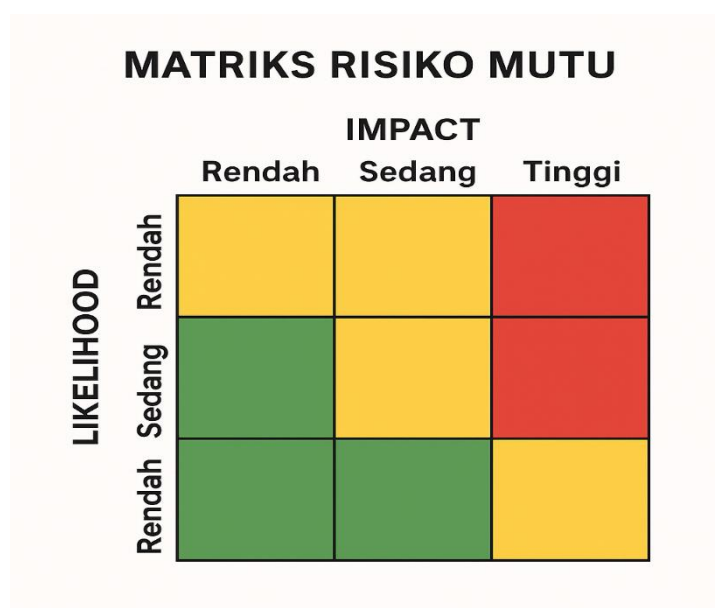 MATRIKS RISIKO MUTU
IMPACT
Rendah Sedang Tinggi
LIKELIHOOD
Rendah
Sedang
Rendah